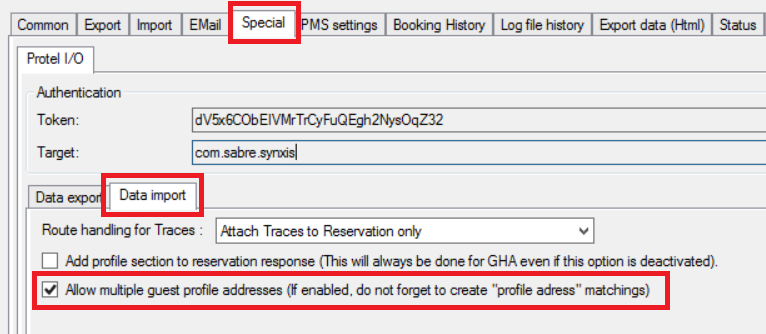 Common Export Import EMail Special PMS settings Booking History Log file history Export data (Html) Status
Protel I/O
Authentication
Token: dV5x6CObEIVMrTrCyFuQEgh2NysOqZ32
Target: com.sabre.synxis
Data export Data import
Route handling for Traces : Attach Traces to Reservation only
Add profile section to reservation response (This will always be done for GHA even if this option is deactivated).
Allow multiple guest profile addresses (If enabled, do not forget to create "profile adress" matchings)